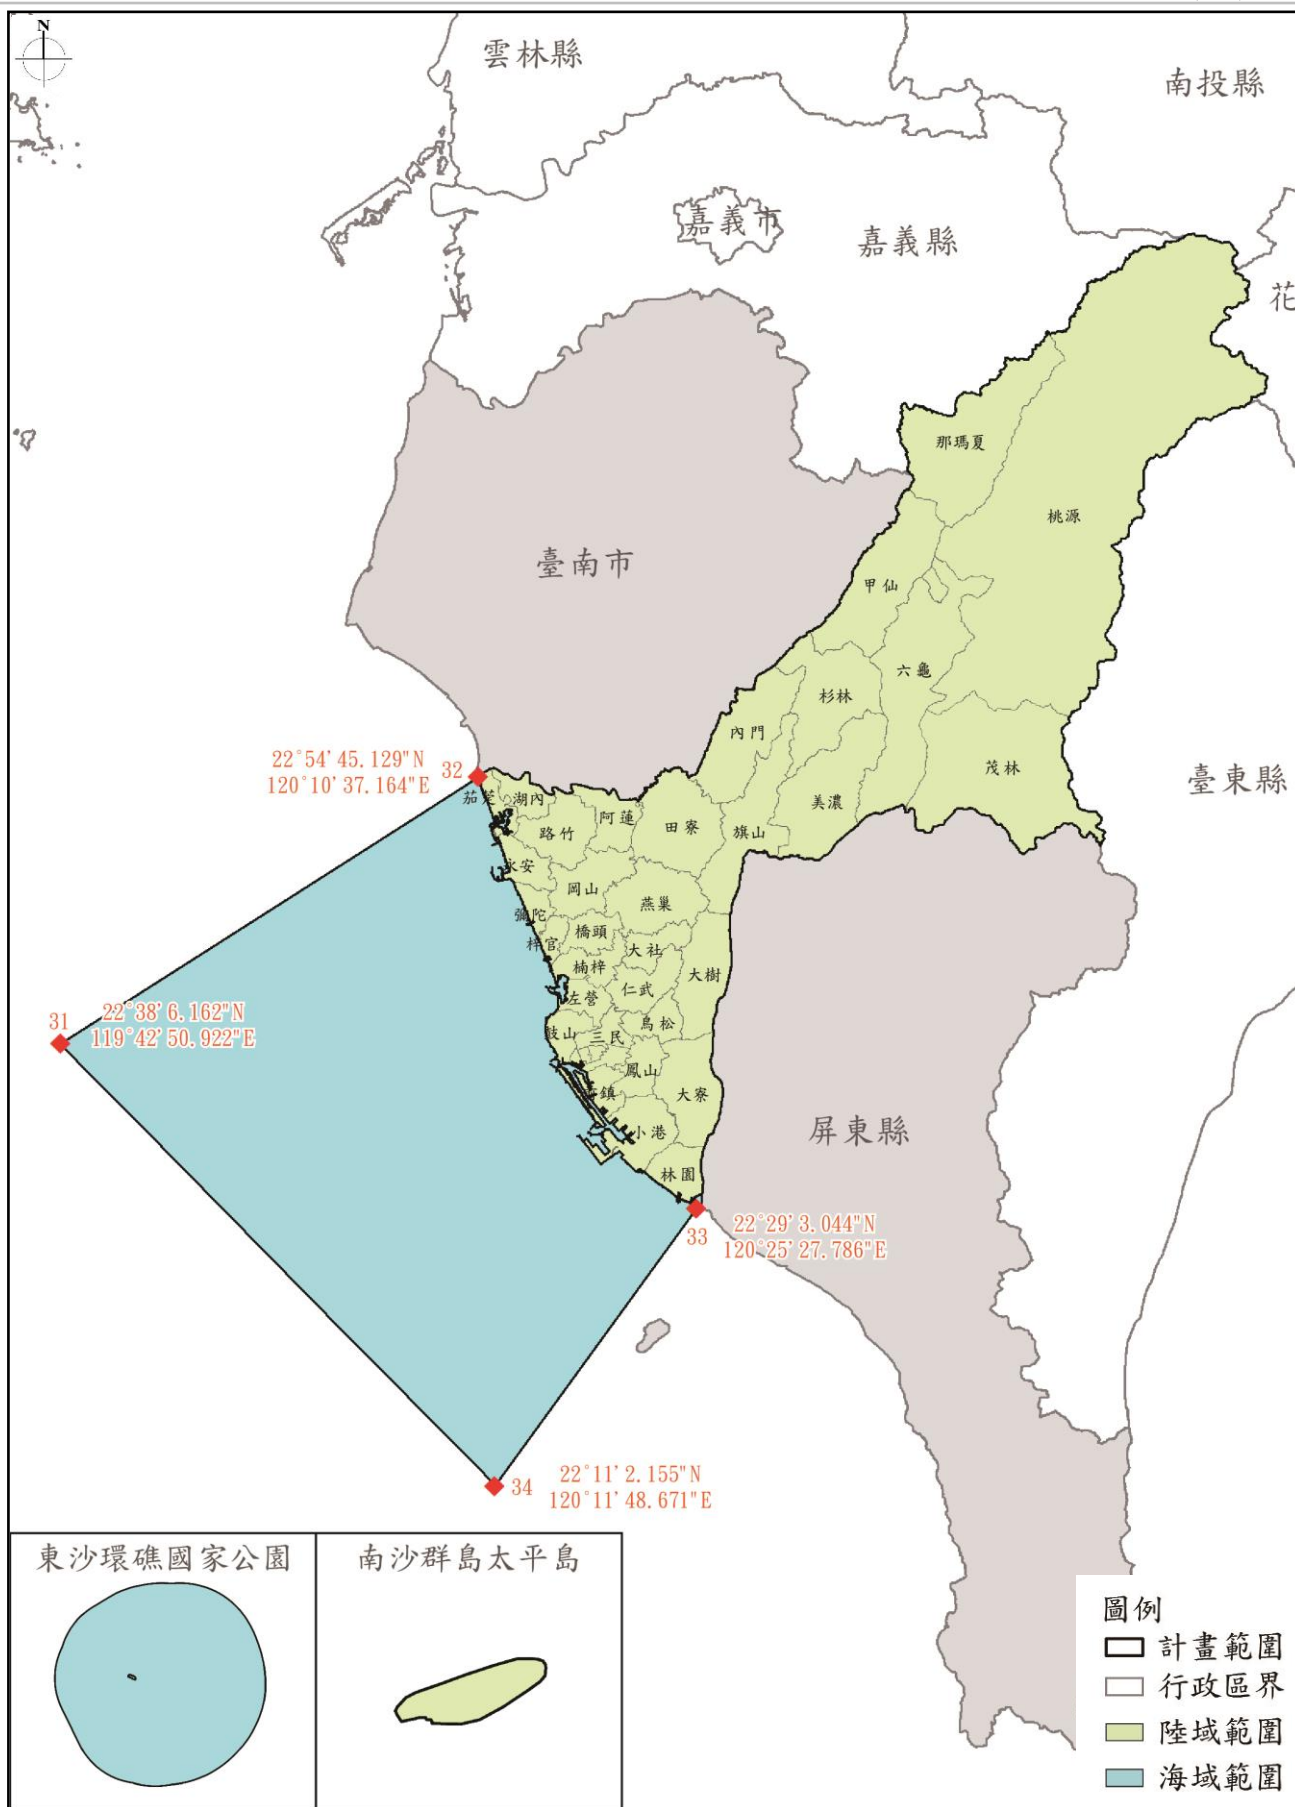 N
雲林縣
南投縣
嘉義市
嘉義縣
花
那瑪夏
桃源
臺南市
甲仙
六龜
杉林
內門
茂林
臺東縣
22°54'45.129"N
120°10'37.164"E
32
茄萣
湖內
阿蓮
田寮
旗山
美濃
路竹
永安
岡山
燕巢
彌陀
橋頭
梓官
大社
楠梓
大樹
仁武
左營
31
22°38'6.162"N
119°42'50.922"E
鼓山
三民
鳥松
鳳山
前鎮
大寮
小港
屏東縣
林園
33
22°29'3.044"N
120°25'27.786"E
34
22°11'2.155"N
120°11'48.671"E
東沙環礁國家公園
南沙群島太平島
圖例
計畫範圍
行政區界
陸域範圍
海域範圍